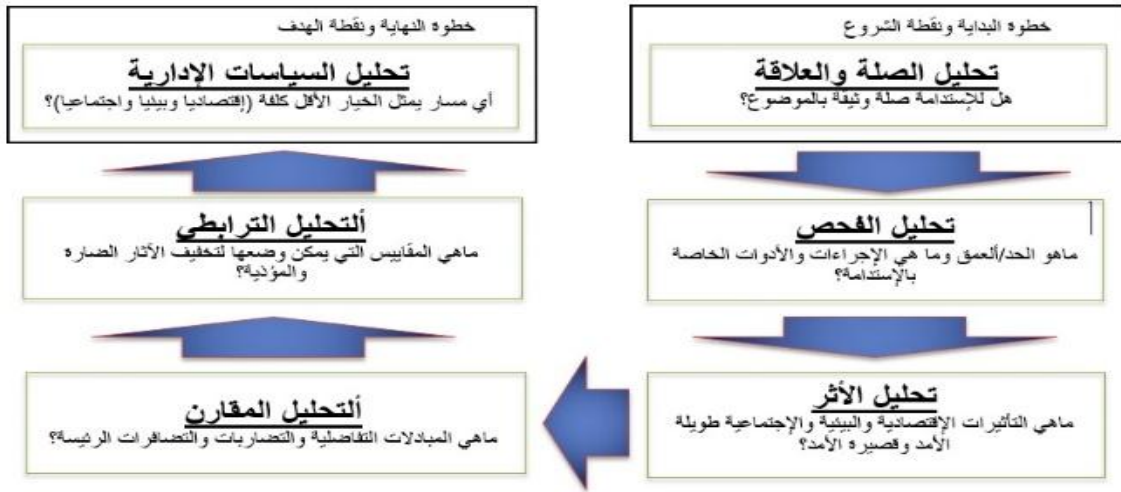 خطوة البداية ونقطة الشروع
تحليل الصلة والعلاقة
هل للإستدامة صلة وثيقة بالموضوع؟
تحليل الفحص
ماهو الحد/ألعمق وما هي الإجراءات والأدوات الخاصة
بالإستدامة؟
تحليل الأثر
ماهي التأثيرات الإقتصادية والبيئية والإجتماعية طويلة
الأمد وقصيرة الأمد؟
ألتحليل المقارن
ماهي المبادلات التفاضلية والتضاربات والتضافرات الرئيسة؟
ألتحليل الترابطي
ماهي المقاييس التي يمكن وضعها لتخفيف الآثار الضاره
والمؤذية؟
خطوة النهاية ونقطة الهدف
تحليل السياسات الإدارية
أي مسار يمثل الخيار الأقل كلفة (إقتصاديا وبيئيا واجتماعيا)؟